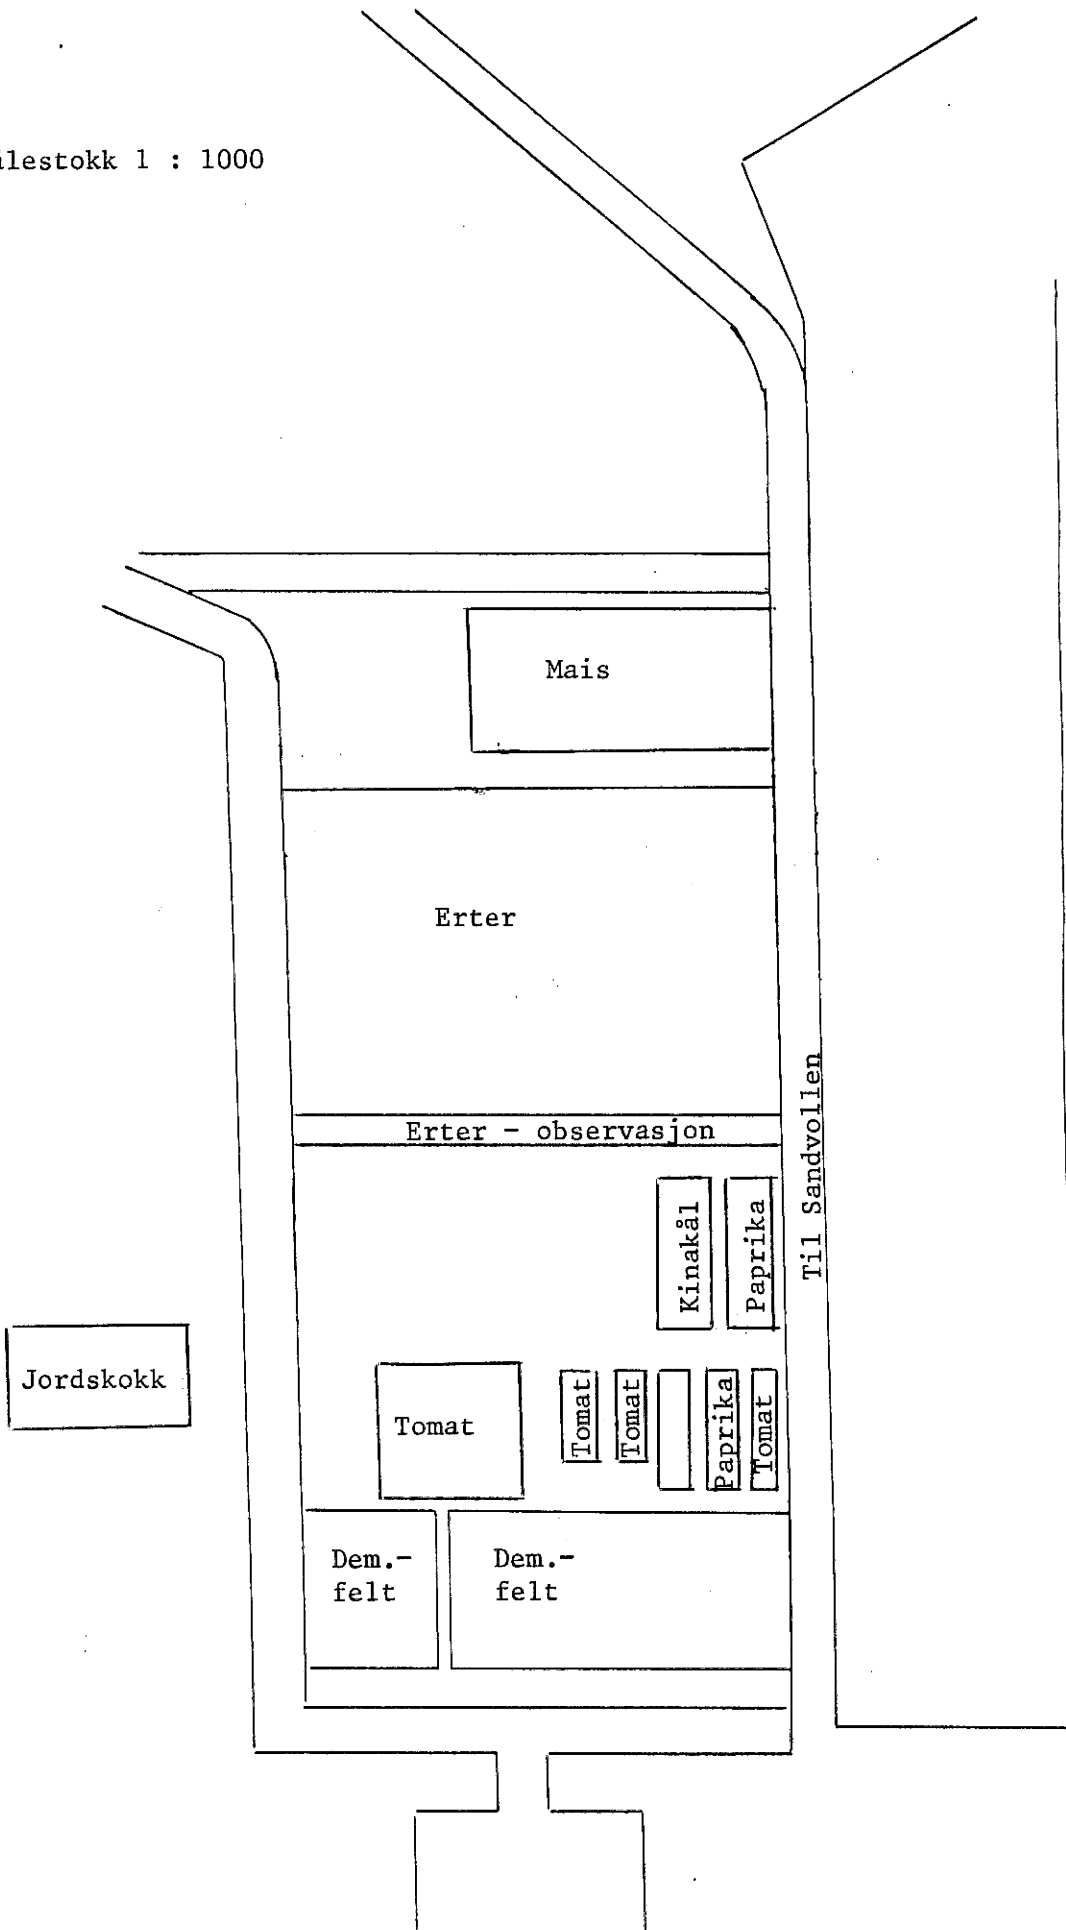 ålestokk 1 : 1000
Mais
Erter
Erter - observasjon
Til Sandvollen
Kinakål
Paprika
Jordskokk
Tomat
Tomat
Tomat
Paprika
Tomat
Dem.-
felt
Dem.-
felt